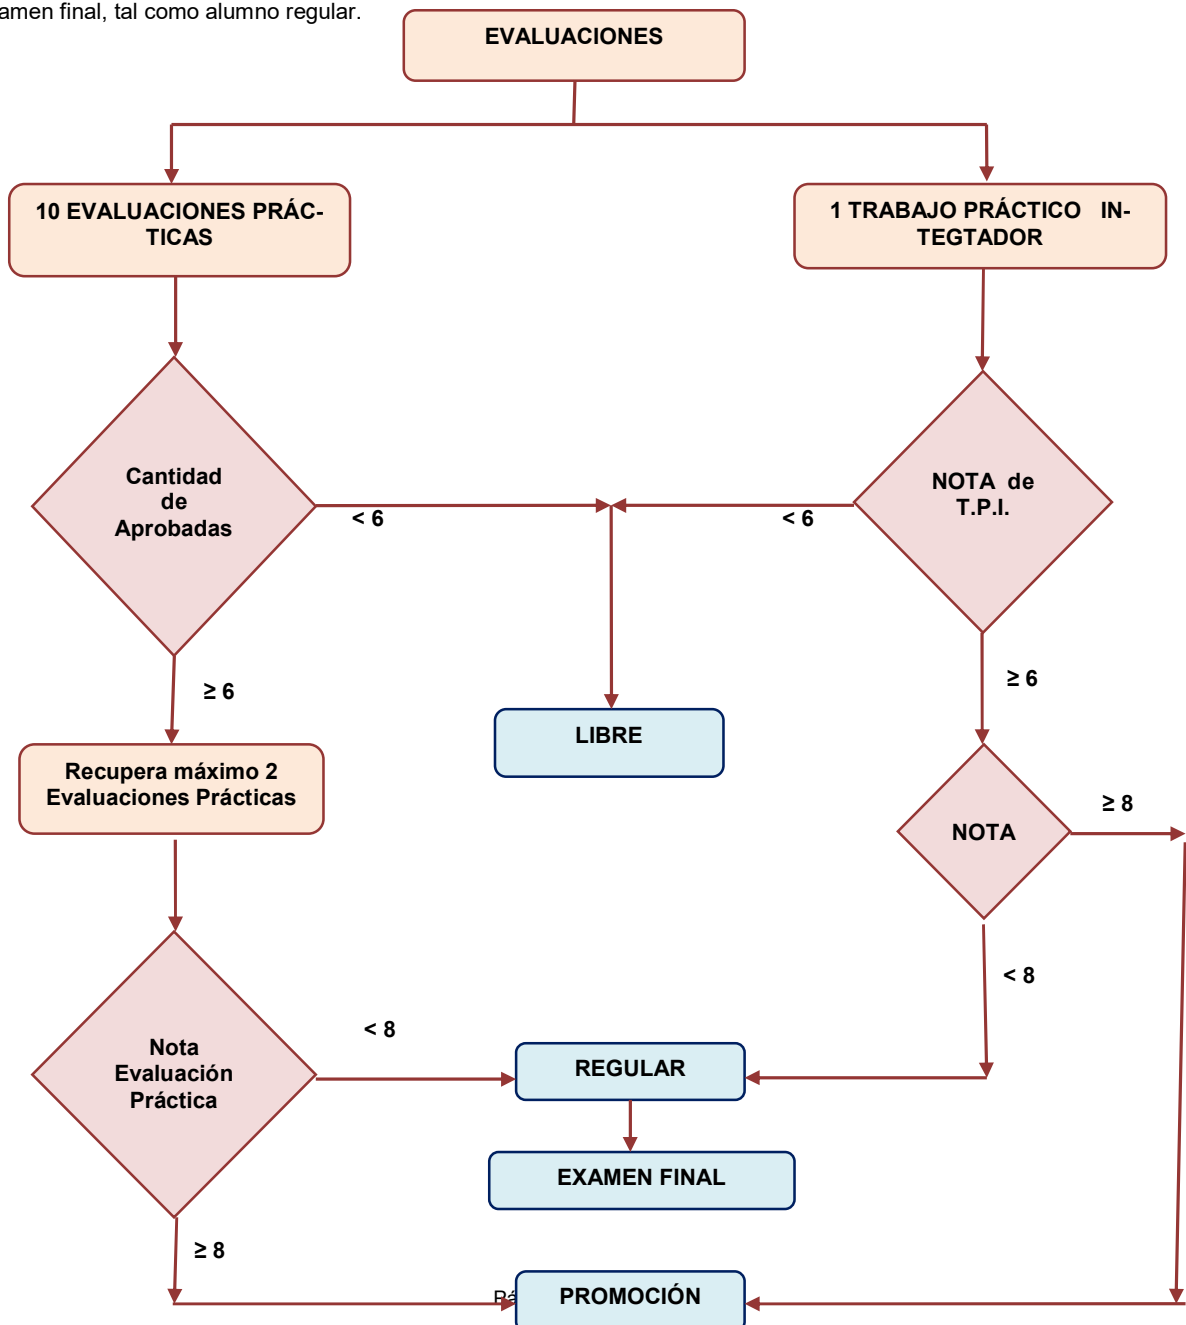 amen final, tal como alumno regular.
EVALUACIONES
10 EVALUACIONES PRÁC-
TICAS
1 TRABAJO PRÁCTICO IN-
TEGTADOR
Cantidad
de
Aprobadas
< 6
< 6
NOTA de
T.P.I.
≥ 6
≥ 6
LIBRE
Recupera máximo 2
Evaluaciones Prácticas
NOTA
≥ 8
< 8
< 8
Nota
Evaluación
Práctica
REGULAR
EXAMEN FINAL
≥ 8
PROMOCIÓN